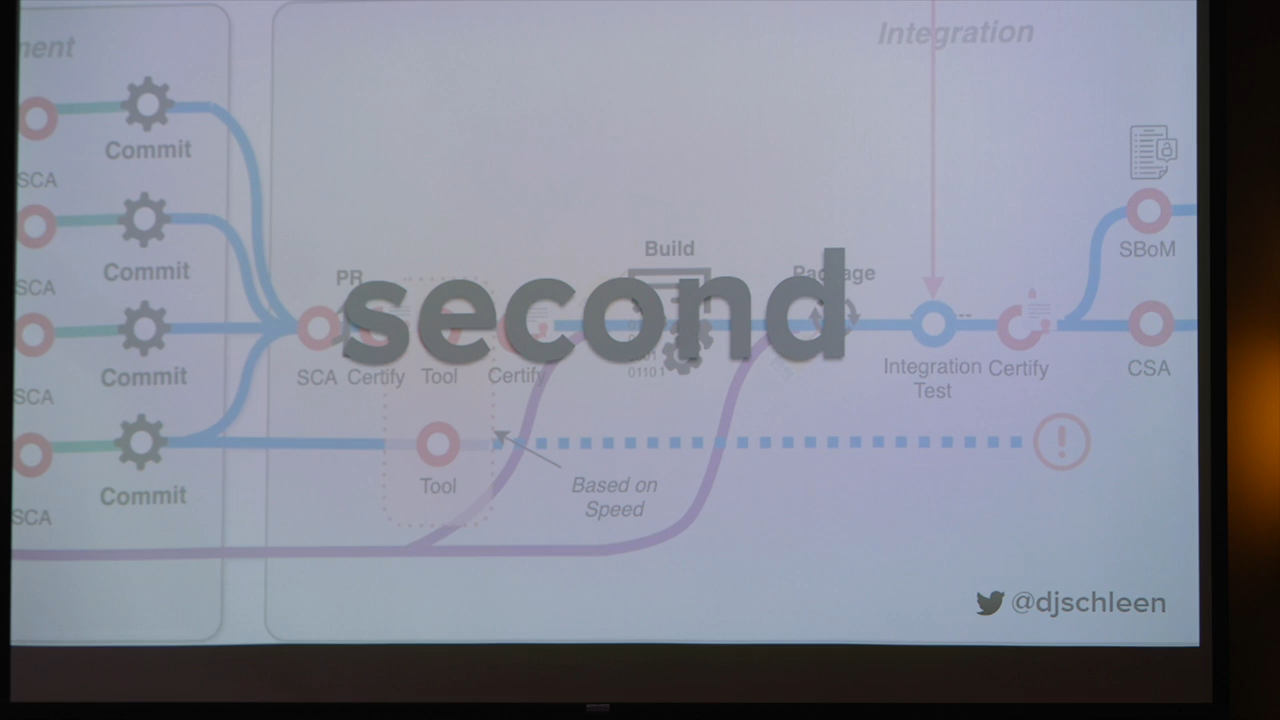 ment
Integration
Commit
SCA
Commit
SCA
Commit
SCA
Commit
SCA
PR
Build
Package
second
SCA
Certify
Tool
Certify
01101
Integration
Test
Certify
SBoM
CSA
Tool
Based on
Speed
@djschleen